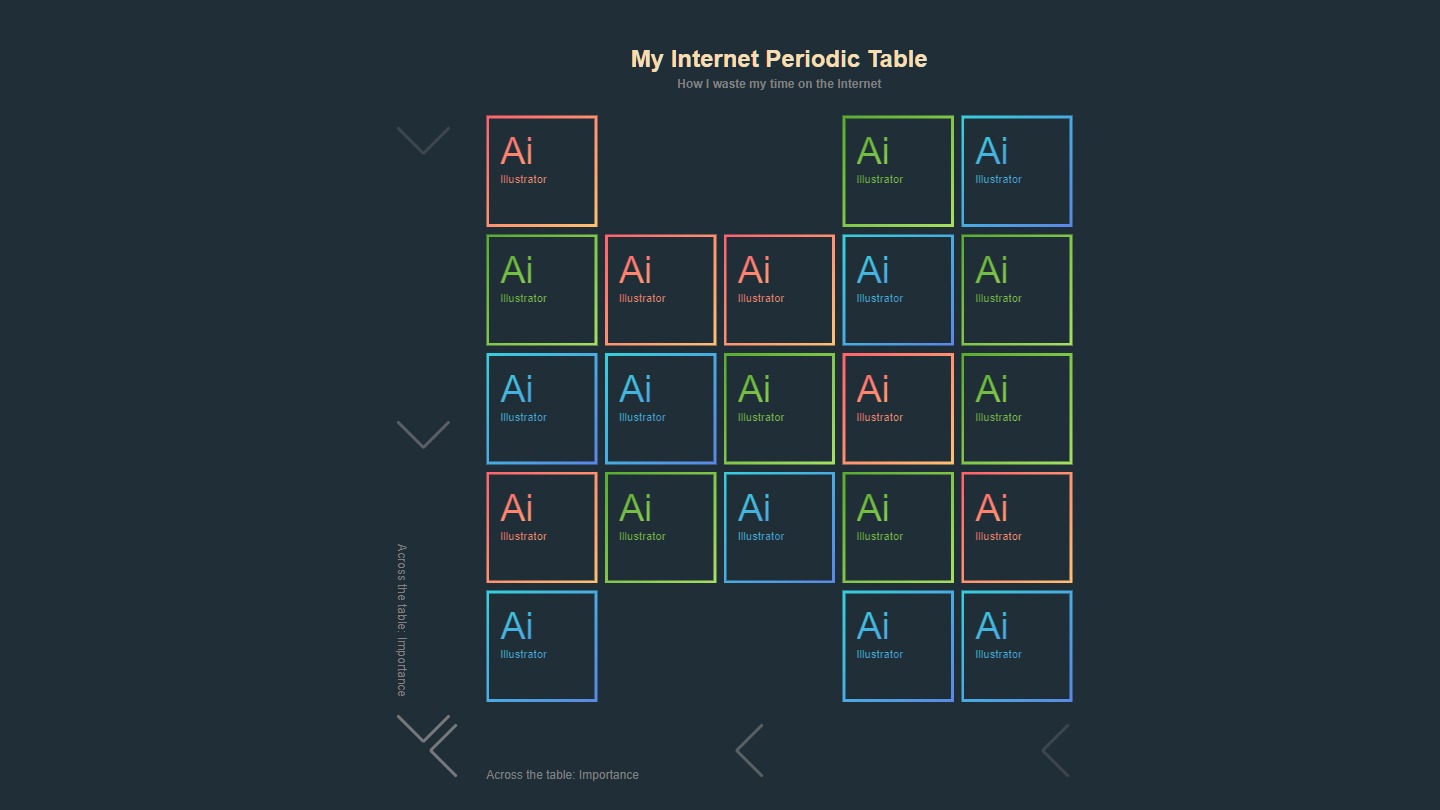 My Internet Periodic Table
How I waste my time on the Internet
Ai
Illustrator
Ai
Illustrator
Ai
Illustrator
Ai
Illustrator
Ai
Illustrator
Ai
Illustrator
Ai
Illustrator
Ai
Illustrator
Ai
Illustrator
Ai
Illustrator
Ai
Illustrator
Ai
Illustrator
Ai
Illustrator
Ai
Illustrator
Ai
Illustrator
Ai
Illustrator
Ai
Illustrator
Ai
Illustrator
Ai
Illustrator
Ai
Illustrator
Ai
Illustrator
Across the table: Importance
Across the table: Importance